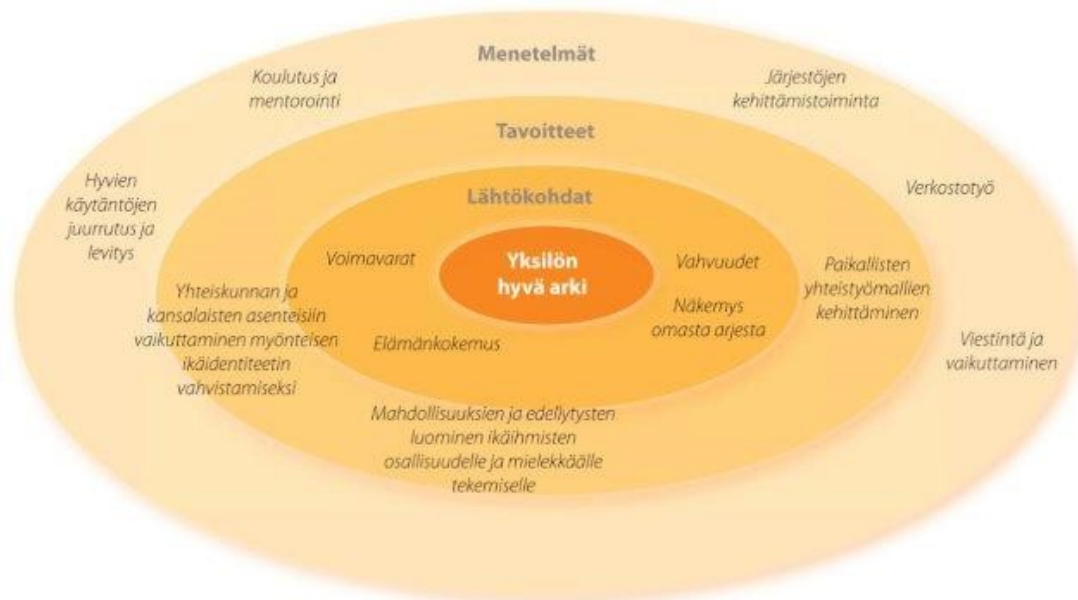 Menetelmät
Koulutus ja
mentorointi
Järjestöjen
kehittämistoiminta
Tavoitteet
Hyvien
käytäntöjen
juurrutus ja
levitys
Verkostotyö
Lähtökohdat
Voimavarat
Yksilön
hyvä arki
Vahvuudet
Näkemys
omasta arjesta
Elämänkokemus
Paikallisten
yhteistyömallien
kehittäminen
Yhteiskunnan ja
kansalaisten asenteisiin
vaikuttaminen myönteisen
ikäidentiteetin
vahvistamiseksi
Viestintä ja
vaikuttaminen
Mahdollisuuksien ja edellytysten
luominen ikäihmisten
osallisuudelle ja mielekkäälle
tekemiselle